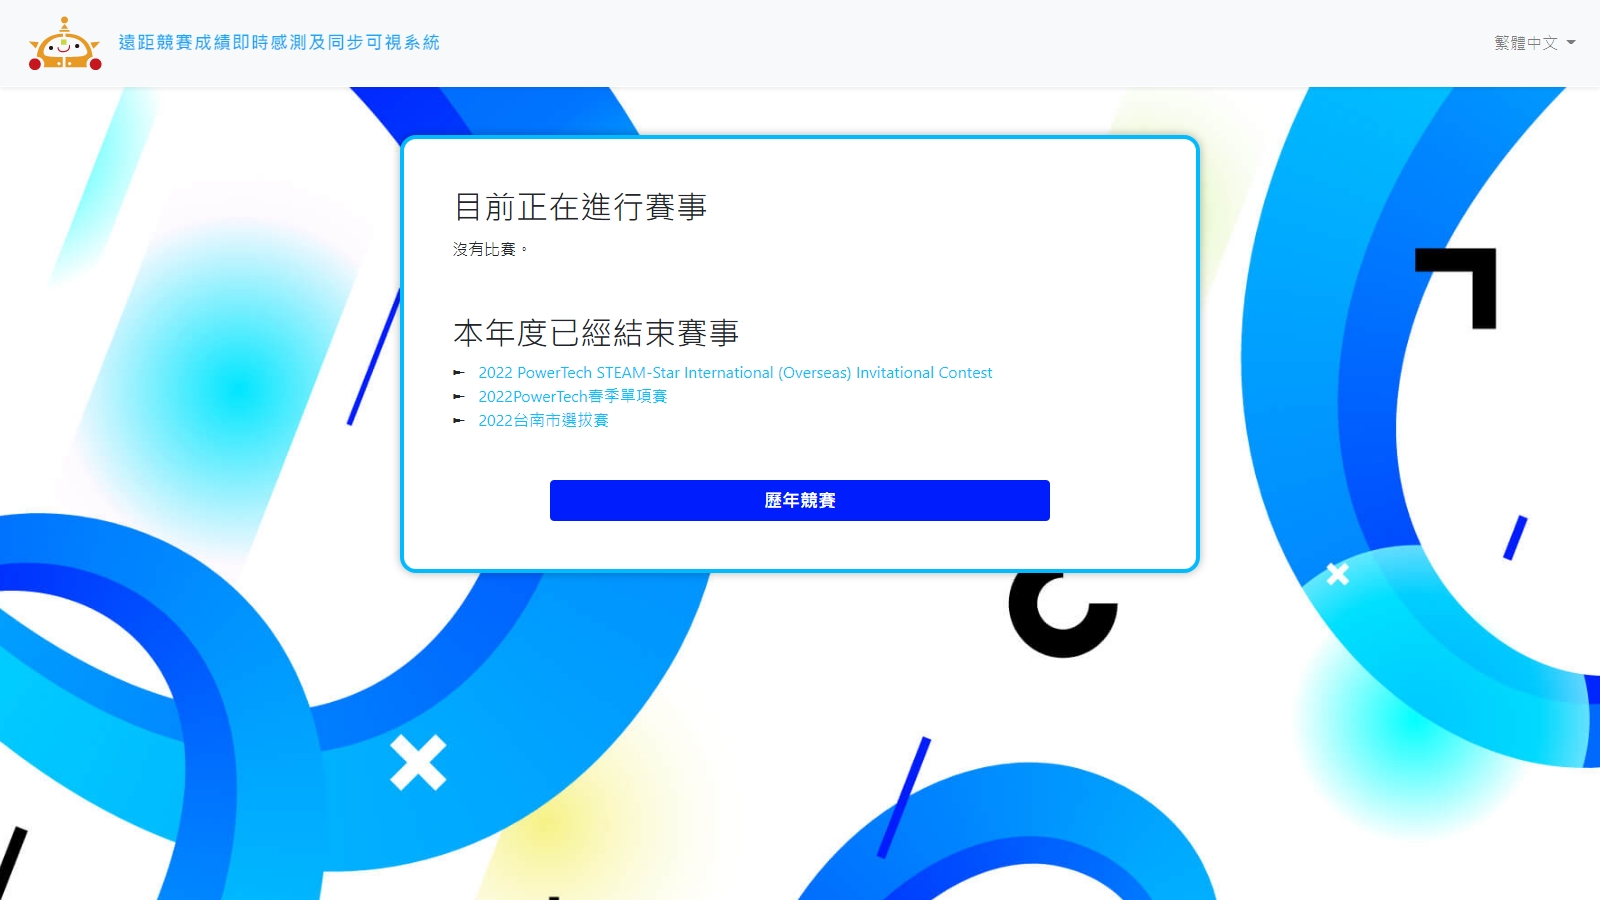 遠距競賽成績即時感測及同步可視系統
繁體中文
目前正在進行賽事
沒有比賽。
本年度已經結束賽事
2022 PowerTech STEAM-Star International (Overseas) Invitational Contest
2022PowerTech春季單項賽
2022台南市選拔賽
歷年競賽